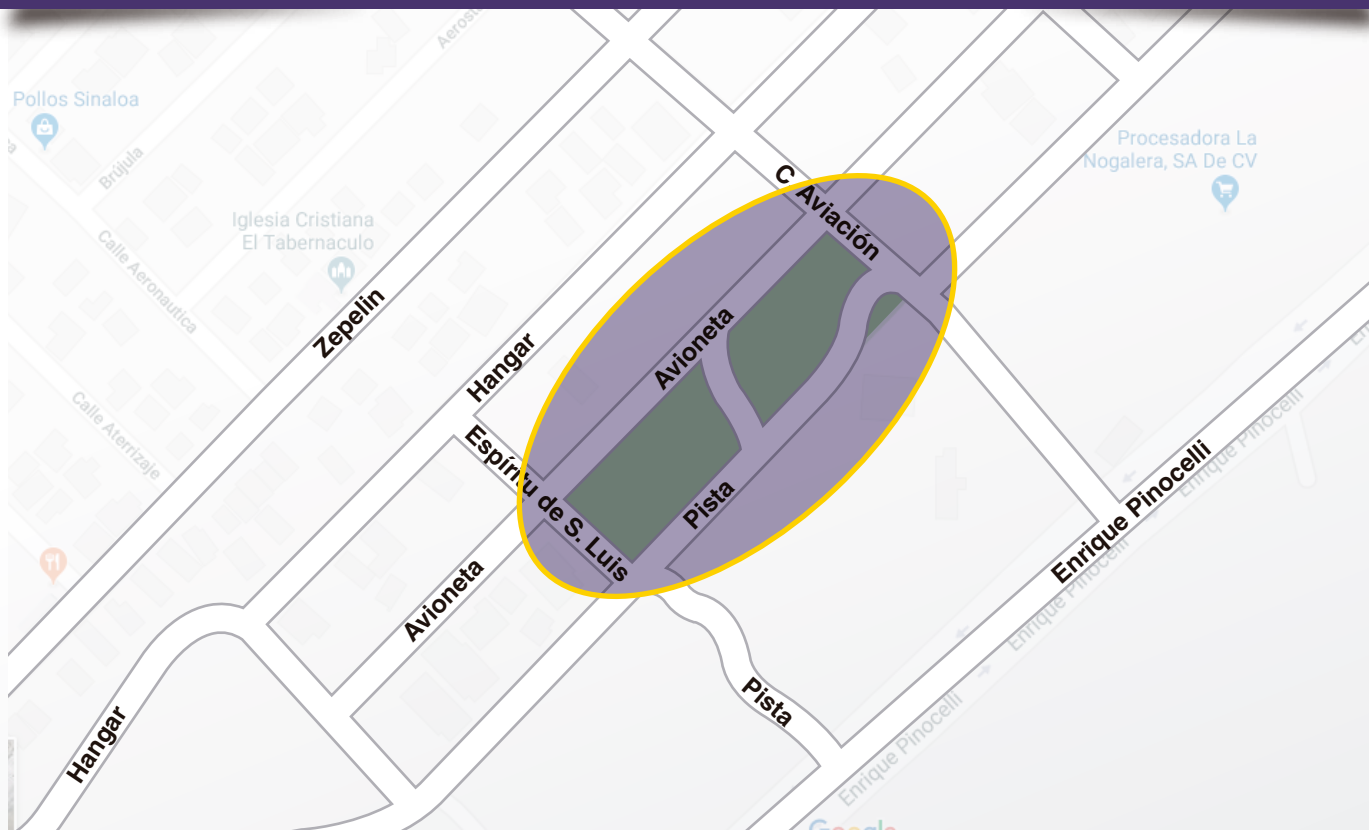 Pollos Sinaloa
Brújula
Iglesia Cristiana
El Tabernaculo
Calle Aeronautica
Calle Aterrizaje
Procesadora La
Nogalera, SA De CV
C. Aviación
Zepelin
Hangar
Avioneta
Espíritu de S. Luis
Pista
Avioneta
Enrique Pinocelli
Enrique Pinocelli
Enrique Pinocelli
Enrique Pinocelli
Pista
Hangar
Google